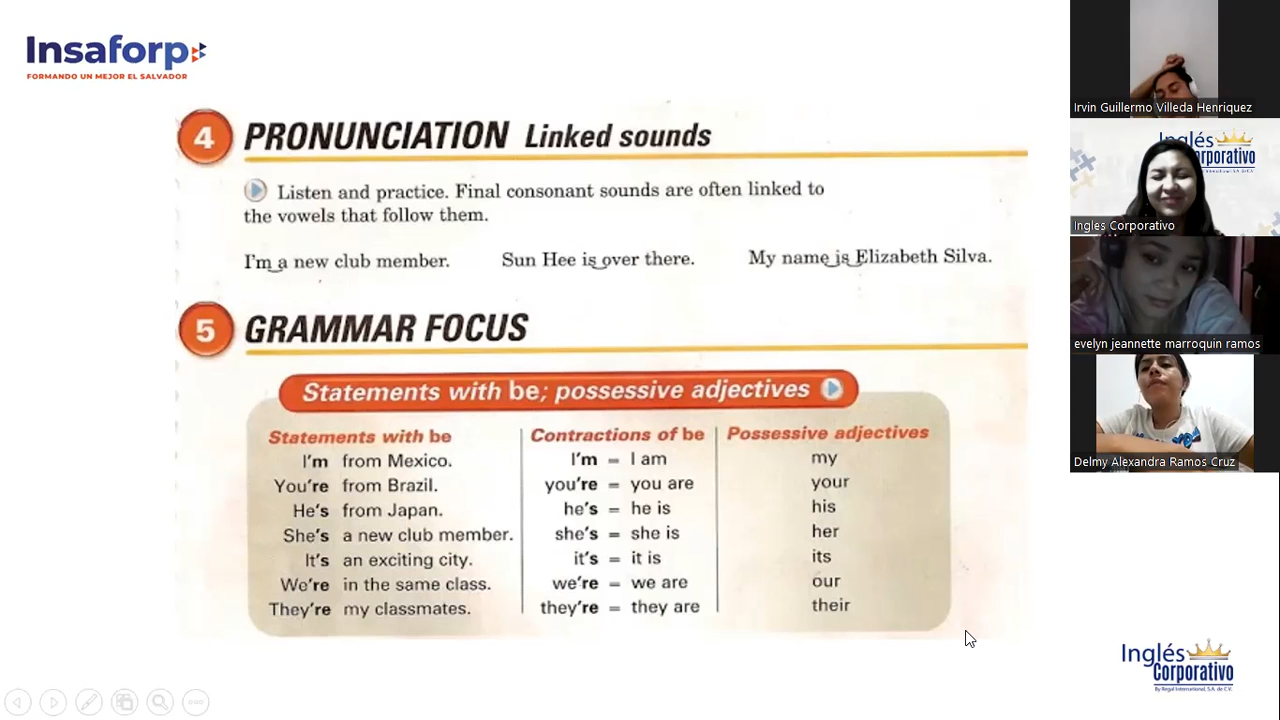 Insaforp
FORMANDO UN MEJOR EL SALVADOR
4 PRONUNCIATION Linked sounds
Listen and practice. Final consonant sounds are often linked to
the vowels that follow them.
I'm a new club member. Sun Hee is over there. My name is Elizabeth Silva.
5 GRAMMAR FOCUS
Statements with be; possessive adjectives
Statements with be Contractions of be Possessive adjectives
I'm from Mexico. I'm = I am my
You're from Brazil. you're = you are your
He's from Japan. he's = he is his
She's a new club member. she's = she is her
It's an exciting city. it's = it is its
We're in the same class. we're = we are our
They're my classmates. they're = they are their
Irvin Guillermo Villeda Henriquez
Inglés
Corporativo
Ingles Corporativo
evelyn jeannette marroquin ramos
Delmy Alexandra Ramos Cruz
Inglés
Corporativo
By Regal International, S.A. de C.V.